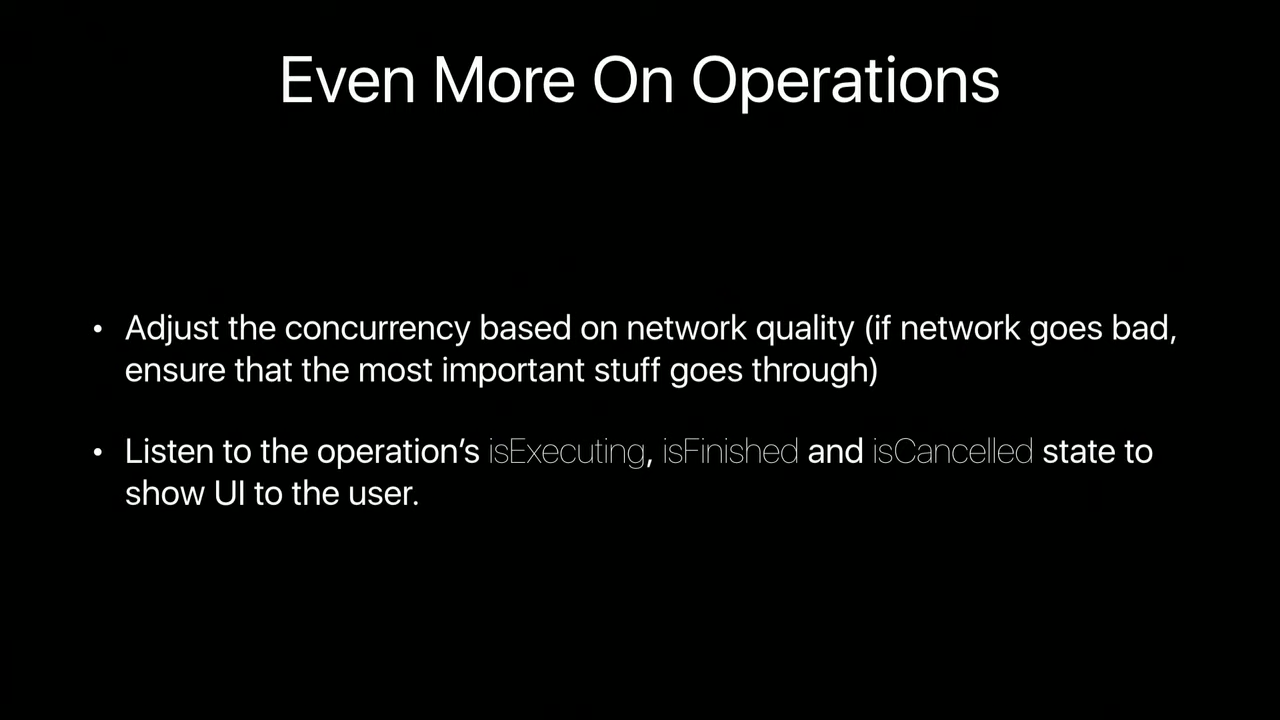 Even More On Operations
• Adjust the concurrency based on network quality (if network goes bad,
ensure that the most important stuff goes through)
• Listen to the operation’s isExecuting, isFinished and isCancelled state to
show UI to the user.